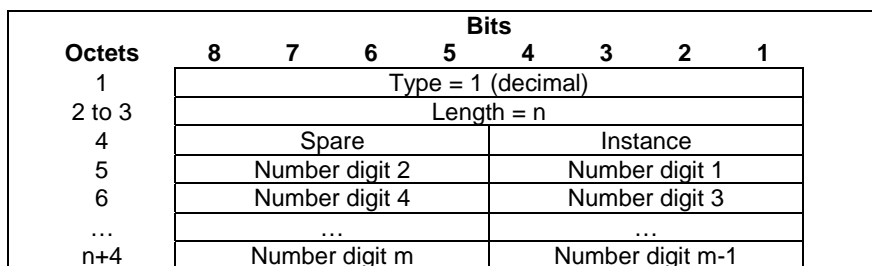 Bits
Octets 8 7 6 5 4 3 2 1
1 Type = 1 (decimal)
2 to 3 Length = n
4 Spare Instance
5 Number digit 2 Number digit 1
6 Number digit 4 Number digit 3
… … …
n+4 Number digit m Number digit m-1